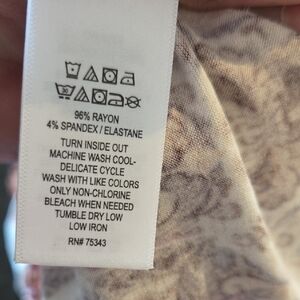 30
96% RAYON
4% SPANDEX / ELASTANE
TURN INSIDE OUT
MACHINE WASH COOL-
DELICATE CYCLE
WASH WITH LIKE COLORS
ONLY NON-CHLORINE
BLEACH WHEN NEEDED
TUMBLE DRY LOW
LOW IRON
RN# 75343